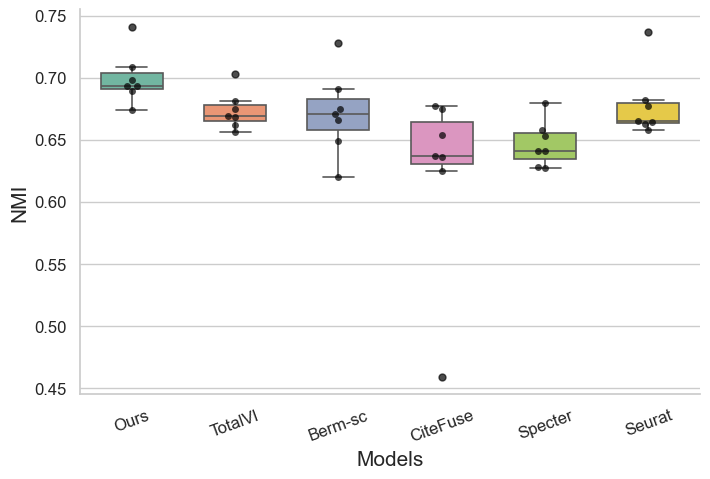 0.75
0.70
0.65
0.60
0.55
0.50
0.45
NMI
Ours
TotalVI
Berm-sc
CiteFuse
Specter
Seurat
Models